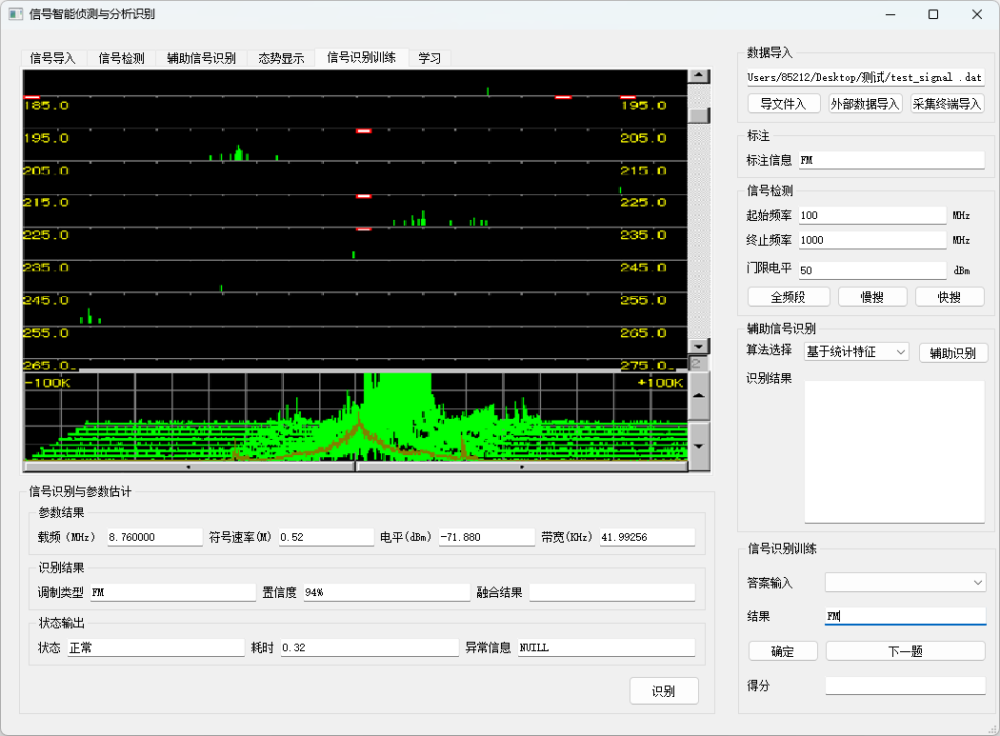 信号智能侦测与分析识别
信号导入 信号检测 辅助信号识别 态势显示 信号识别训练 学习
185.0 195.0
195.0 205.0
205.0 215.0
215.0 225.0
225.0 235.0
235.0 245.0
245.0 255.0
255.0 265.0
265.0 275.0
2
-100K +100K
信号识别与参数估计
参数结果
载频（MHz） 8.760000 符号速率(M) 0.52 电平(dBm) -71.880 带宽(KHz) 41.99256
识别结果
调制类型 FM 置信度 94% 融合结果
状态输出
状态 正常 耗时 0.32 异常信息 NUILL
识别
数据导入
Users/85212/Desktop/测试/test_signal .dat
导文件入 外部数据导入 采集终端导入
标注
标注信息 FM
信号检测
起始频率 100 MHz
终止频率 1000 MHz
门限电平 50 dBm
全频段 慢搜 快搜
辅助信号识别
算法选择 基于统计特征 辅助识别
识别结果
信号识别训练
答案输入
结果 FM
确定 下一题
得分